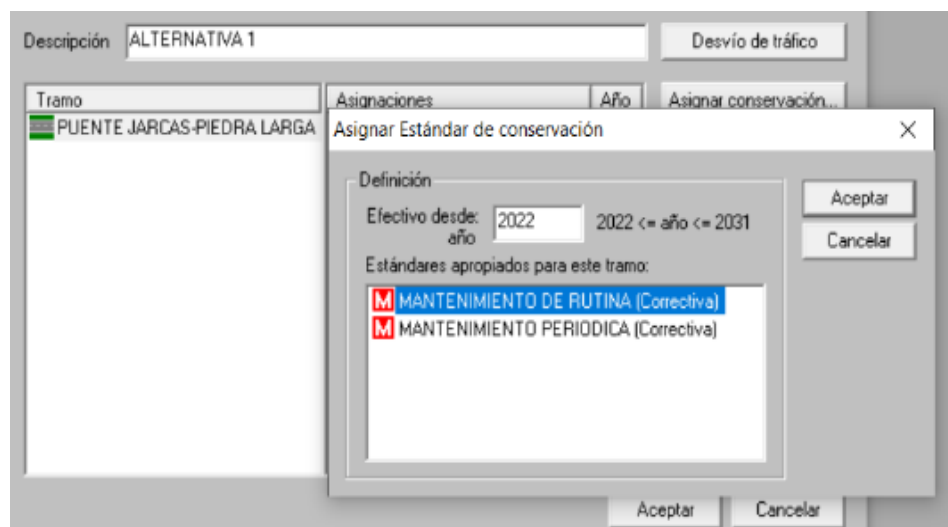 Descripción ALTERNATIVA 1 Desvío de tráfico
Tramo Asignaciones Año Asignar conservación...
PUENTE JARCAS-PIEDRA LARGA
Asignar Estándar de conservación
Definición
Efectivo desde: 2022 2022 <= año <= 2031
año
Aceptar
Cancelar
Estándares apropiados para este tramo:
M MANTENIMIENTO DE RUTINA (Correctiva)
M MANTENIMIENTO PERIODICA (Correctiva)
Aceptar Cancelar